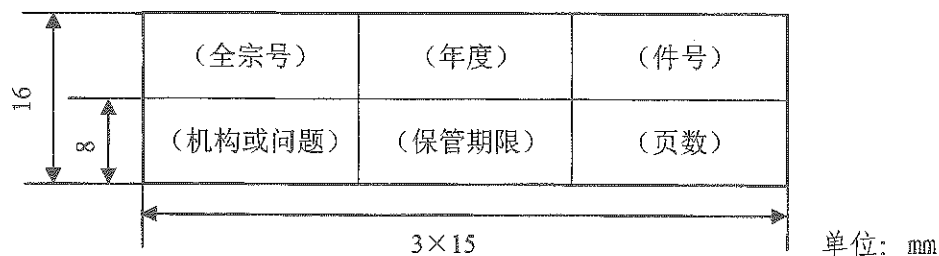 （全宗号） （年度） （件号）
16
8
（机构或问题） （保管期限） （页数）
3×15
单位：mm